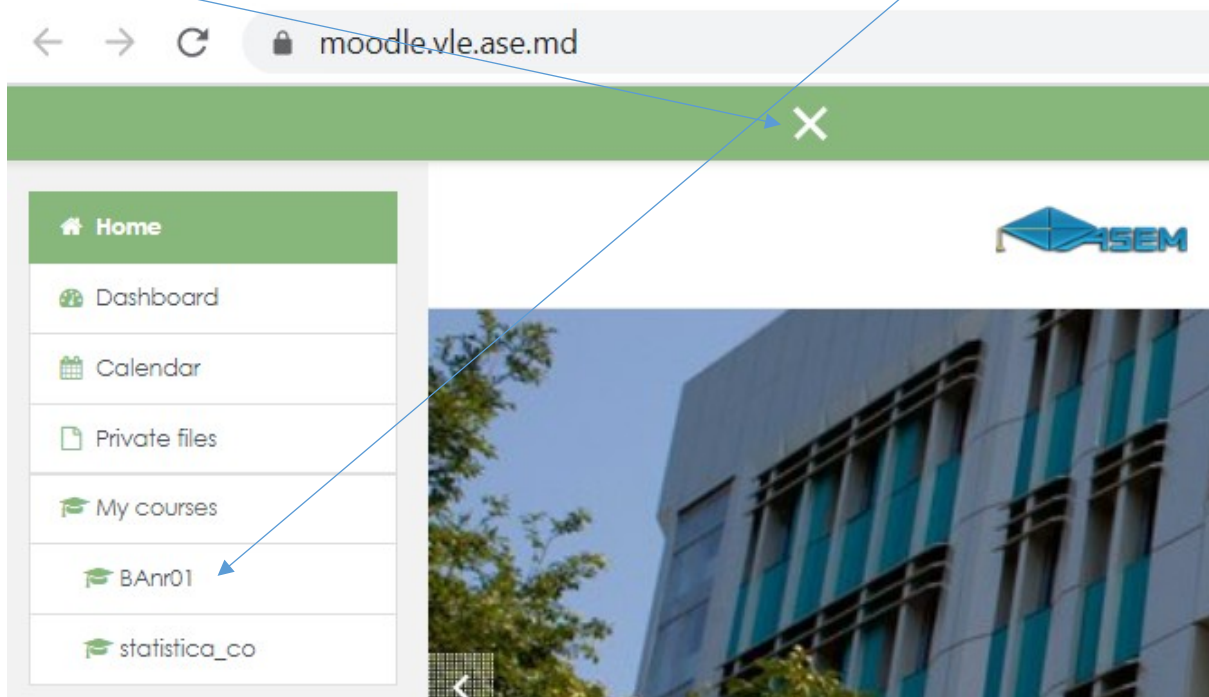 moodle.vle.ase.md
ASEM
Home
Dashboard
Calendar
Private files
My courses
BAnr01
statistica_co